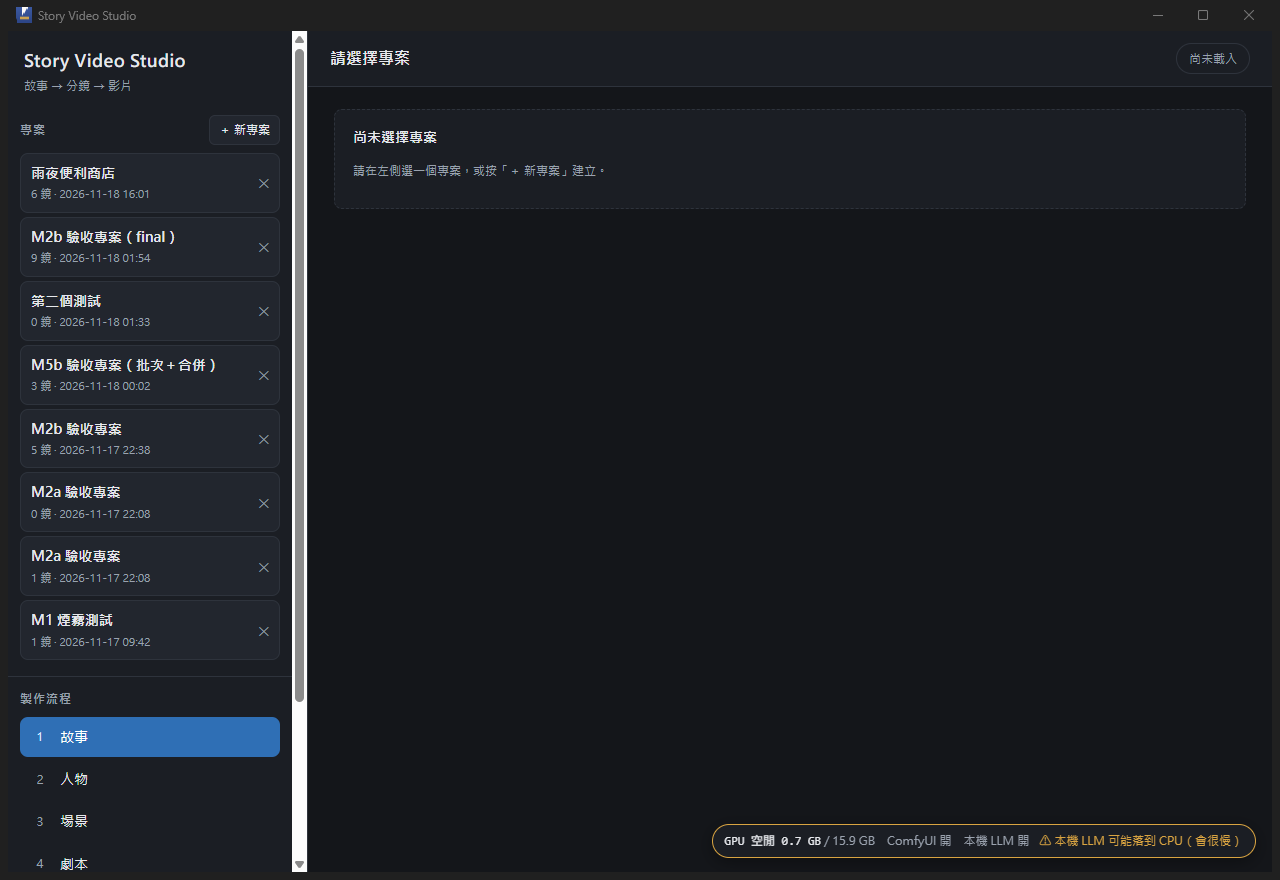 Story Video Studio
Story Video Studio
故事 → 分鏡 → 影片
專案
+ 新專案
雨夜便利商店
6 鏡 · 2026-11-18 16:01
M2b 驗收專案（final）
9 鏡 · 2026-11-18 01:54
第二個測試
0 鏡 · 2026-11-18 01:33
M5b 驗收專案（批次＋合併）
3 鏡 · 2026-11-18 00:02
M2b 驗收專案
5 鏡 · 2026-11-17 22:38
M2a 驗收專案
0 鏡 · 2026-11-17 22:08
M2a 驗收專案
1 鏡 · 2026-11-17 22:08
M1 煙霧測試
1 鏡 · 2026-11-17 09:42
製作流程
1 故事
2 人物
3 場景
4 劇本
請選擇專案
尚未載入
尚未選擇專案
請在左側選一個專案，或按「＋ 新專案」建立。
GPU 空閒 0.7 GB / 15.9 GB ComfyUI 開 本機 LLM 開 ⚠ 本機 LLM 可能落到 CPU（會很慢）